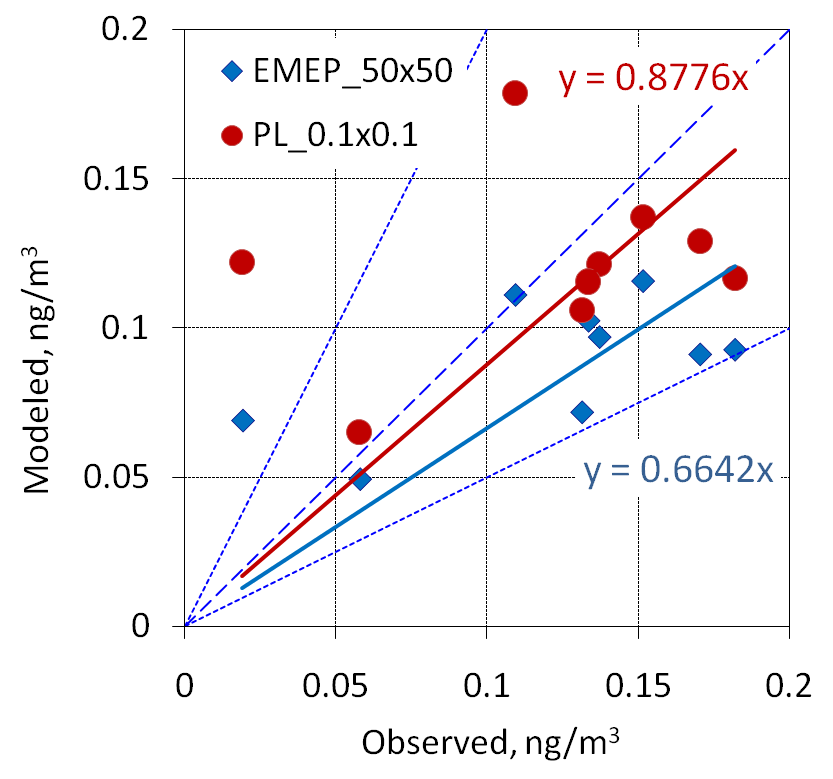 0.2
EMEP_50x50
y = 0.8776x
PL_0.1x0.1
0.15
0.1
0.05
y = 0.6642x
0
Modeled, ng/m³
0 0.05 0.1 0.15 0.2
Observed, ng/m³